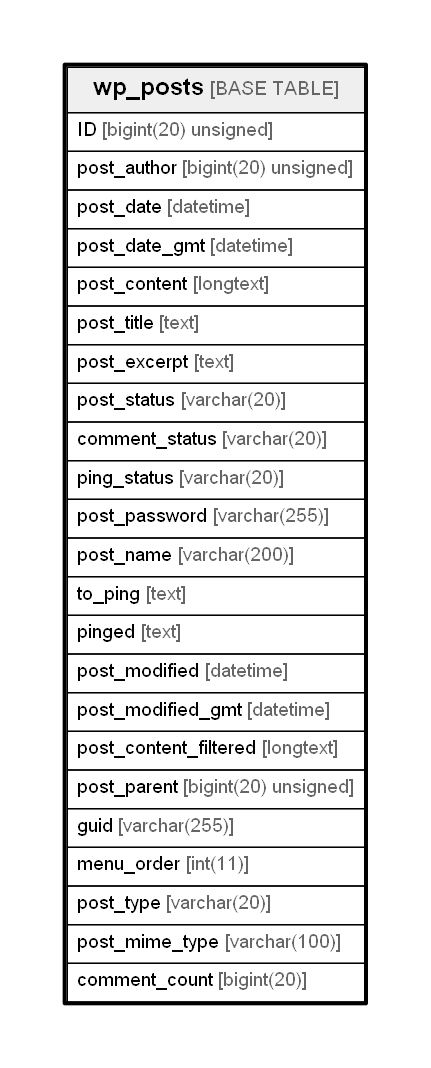 wp_posts [BASE TABLE]
ID [bigint(20) unsigned]
post_author [bigint(20) unsigned]
post_date [datetime]
post_date_gmt [datetime]
post_content [longtext]
post_title [text]
post_excerpt [text]
post_status [varchar(20)]
comment_status [varchar(20)]
ping_status [varchar(20)]
post_password [varchar(255)]
post_name [varchar(200)]
to_ping [text]
pinged [text]
post_modified [datetime]
post_modified_gmt [datetime]
post_content_filtered [longtext]
post_parent [bigint(20) unsigned]
guid [varchar(255)]
menu_order [int(11)]
post_type [varchar(20)]
post_mime_type [varchar(100)]
comment_count [bigint(20)]